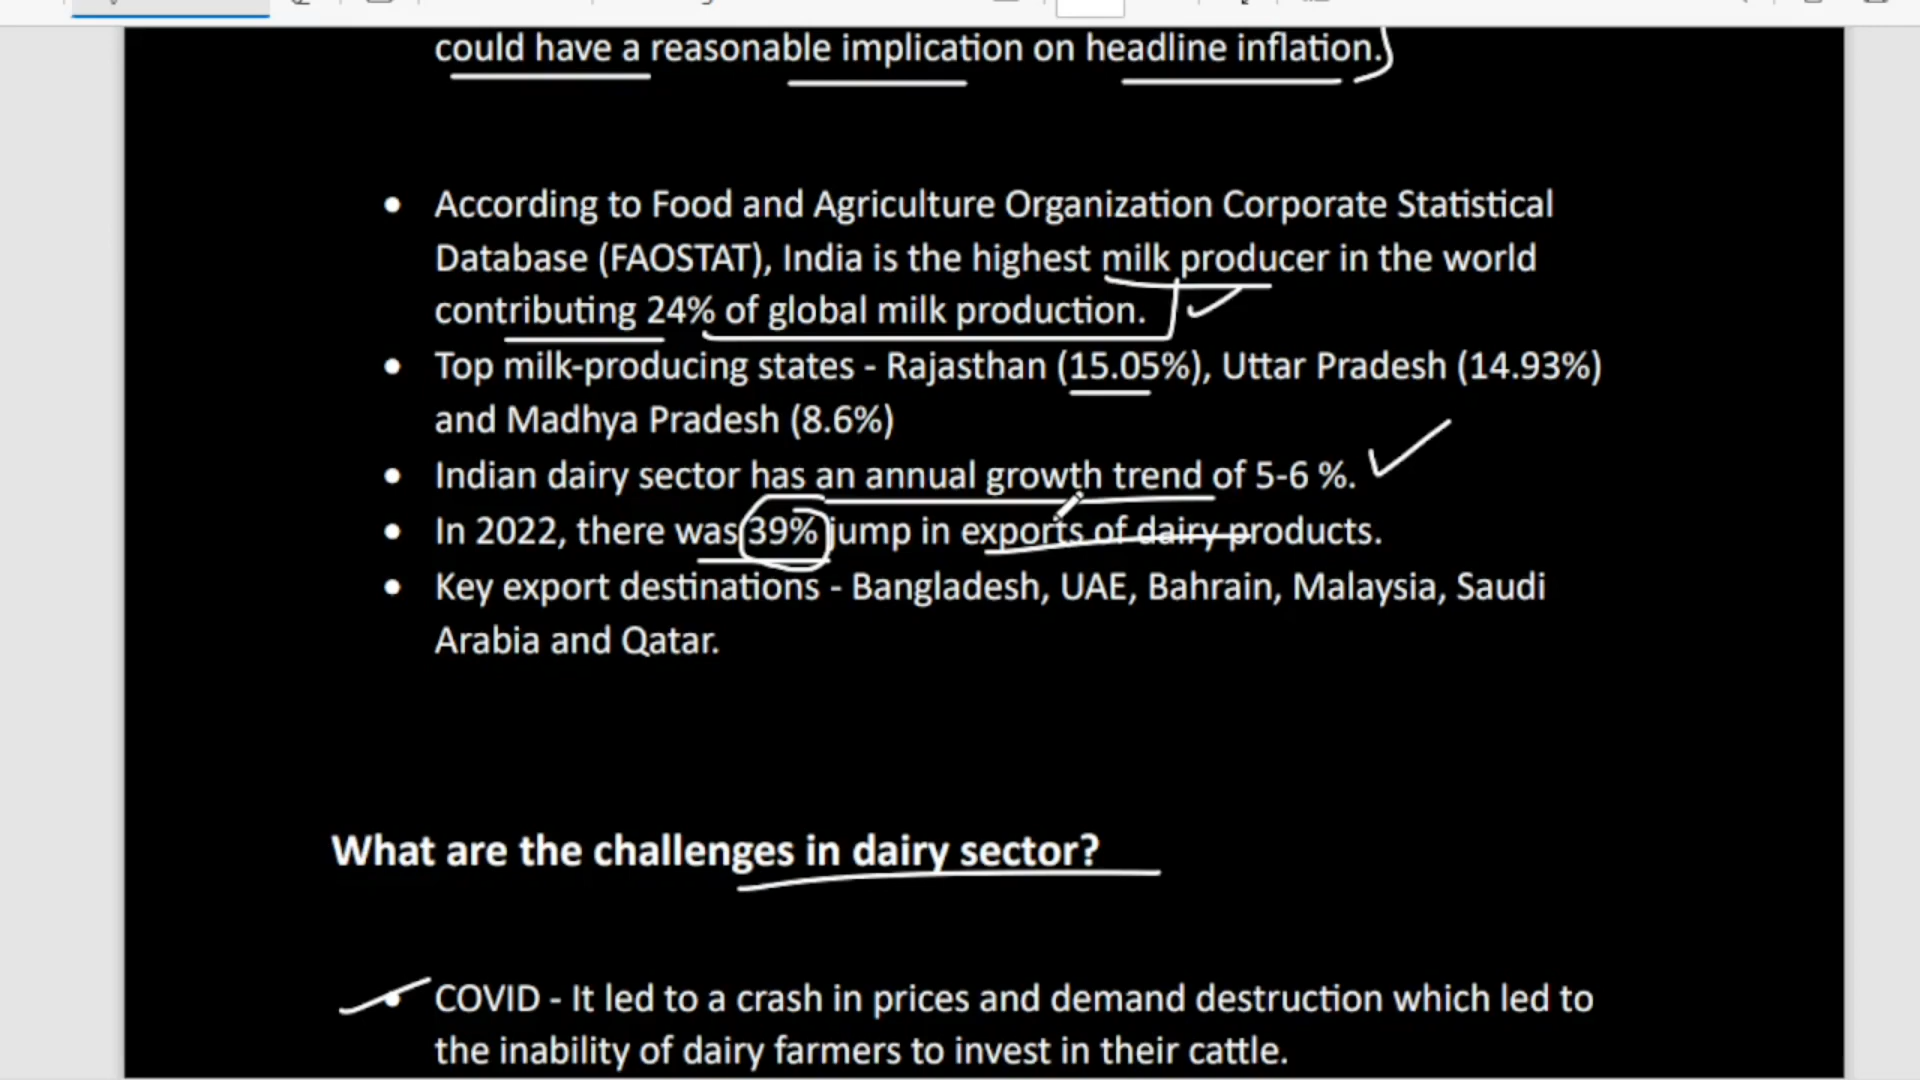 could have a reasonable implication on headline inflation.
• According to Food and Agriculture Organization Corporate Statistical
Database (FAOSTAT), India is the highest milk producer in the world
contributing 24% of global milk production.
• Top milk-producing states - Rajasthan (15.05%), Uttar Pradesh (14.93%)
and Madhya Pradesh (8.6%)
• Indian dairy sector has an annual growth trend of 5-6 %.
• In 2022, there was 39% jump in exports of dairy products.
• Key export destinations - Bangladesh, UAE, Bahrain, Malaysia, Saudi
Arabia and Qatar.
What are the challenges in dairy sector?
• COVID - It led to a crash in prices and demand destruction which led to
the inability of dairy farmers to invest in their cattle.